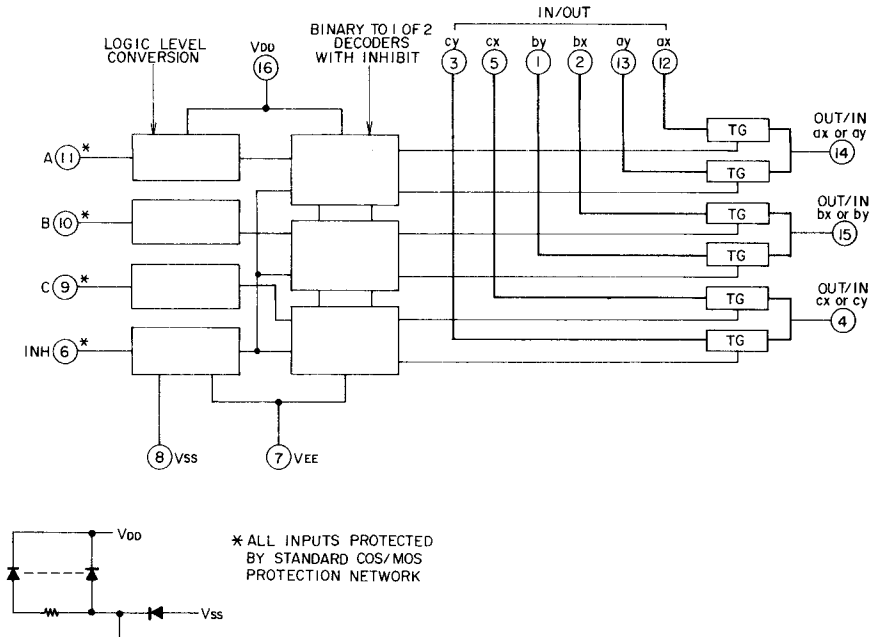 IN/OUT
LOGIC LEVEL
CONVERSION
VDD
16
BINARY TO 1 OF 2
DECODERS
WITH INHIBIT
cy cx by bx ay ax
3 5 1 2 13 12
TG
OUT/IN
ax or ay
14
A 11 *
TG
B 10 *
TG
OUT/IN
bx or by
15
TG
C 9 *
TG
OUT/IN
cx or cy
4
INH 6 *
TG
8 VSS
7 VEE
VDD
VSS
* ALL INPUTS PROTECTED
BY STANDARD COS/MOS
PROTECTION NETWORK